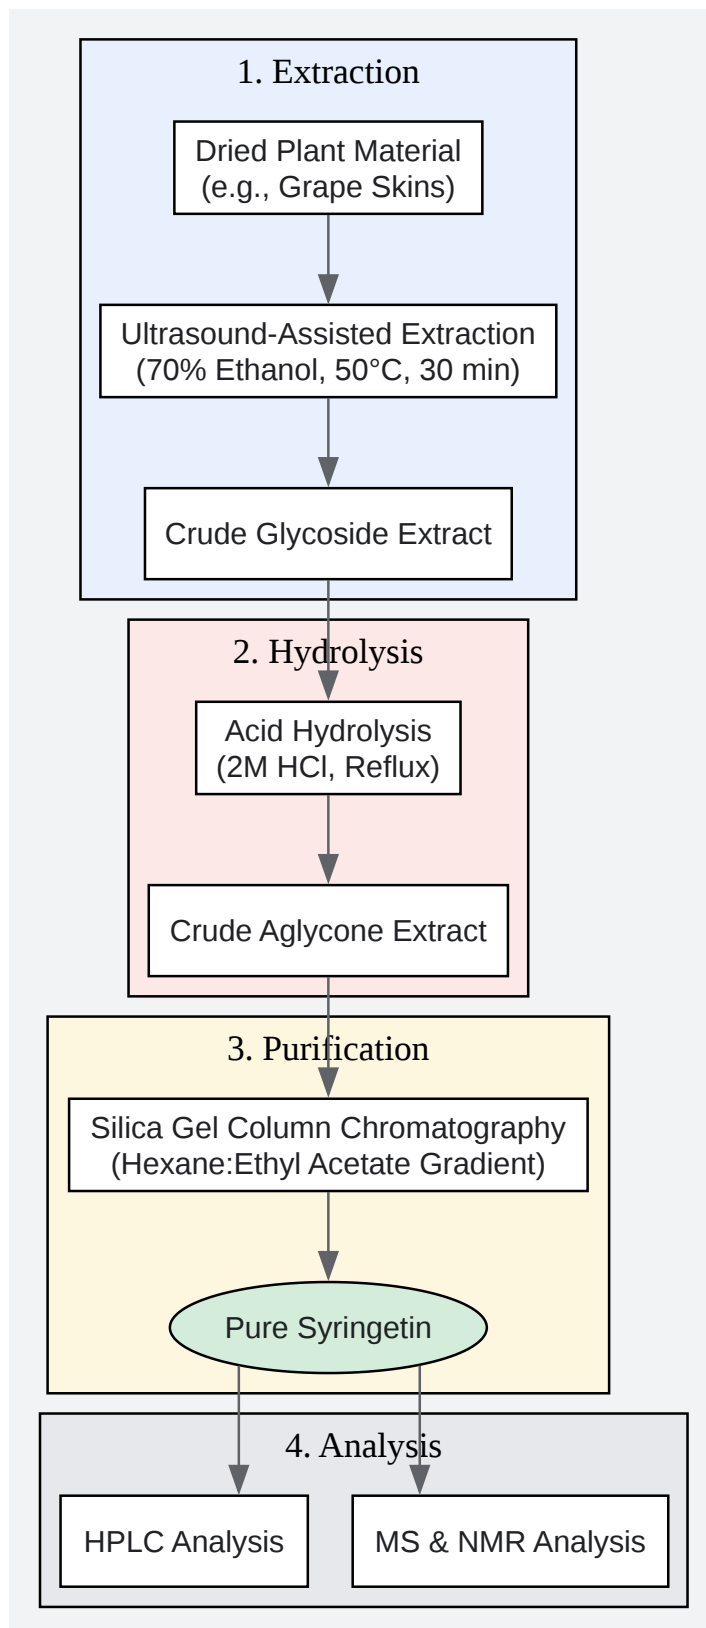 1. Extraction
Dried Plant Material
(e.g., Grape Skins)
Ultrasound-Assisted Extraction
(70% Ethanol, 50°C, 30 min)
Crude Glycoside Extract
2. Hydrolysis
Acid Hydrolysis
(2M HCl, Reflux)
Crude Aglycone Extract
3. Purification
Silica Gel Column Chromatography
(Hexane:Ethyl Acetate Gradient)
Pure Syringetin
4. Analysis
HPLC Analysis
MS & NMR Analysis